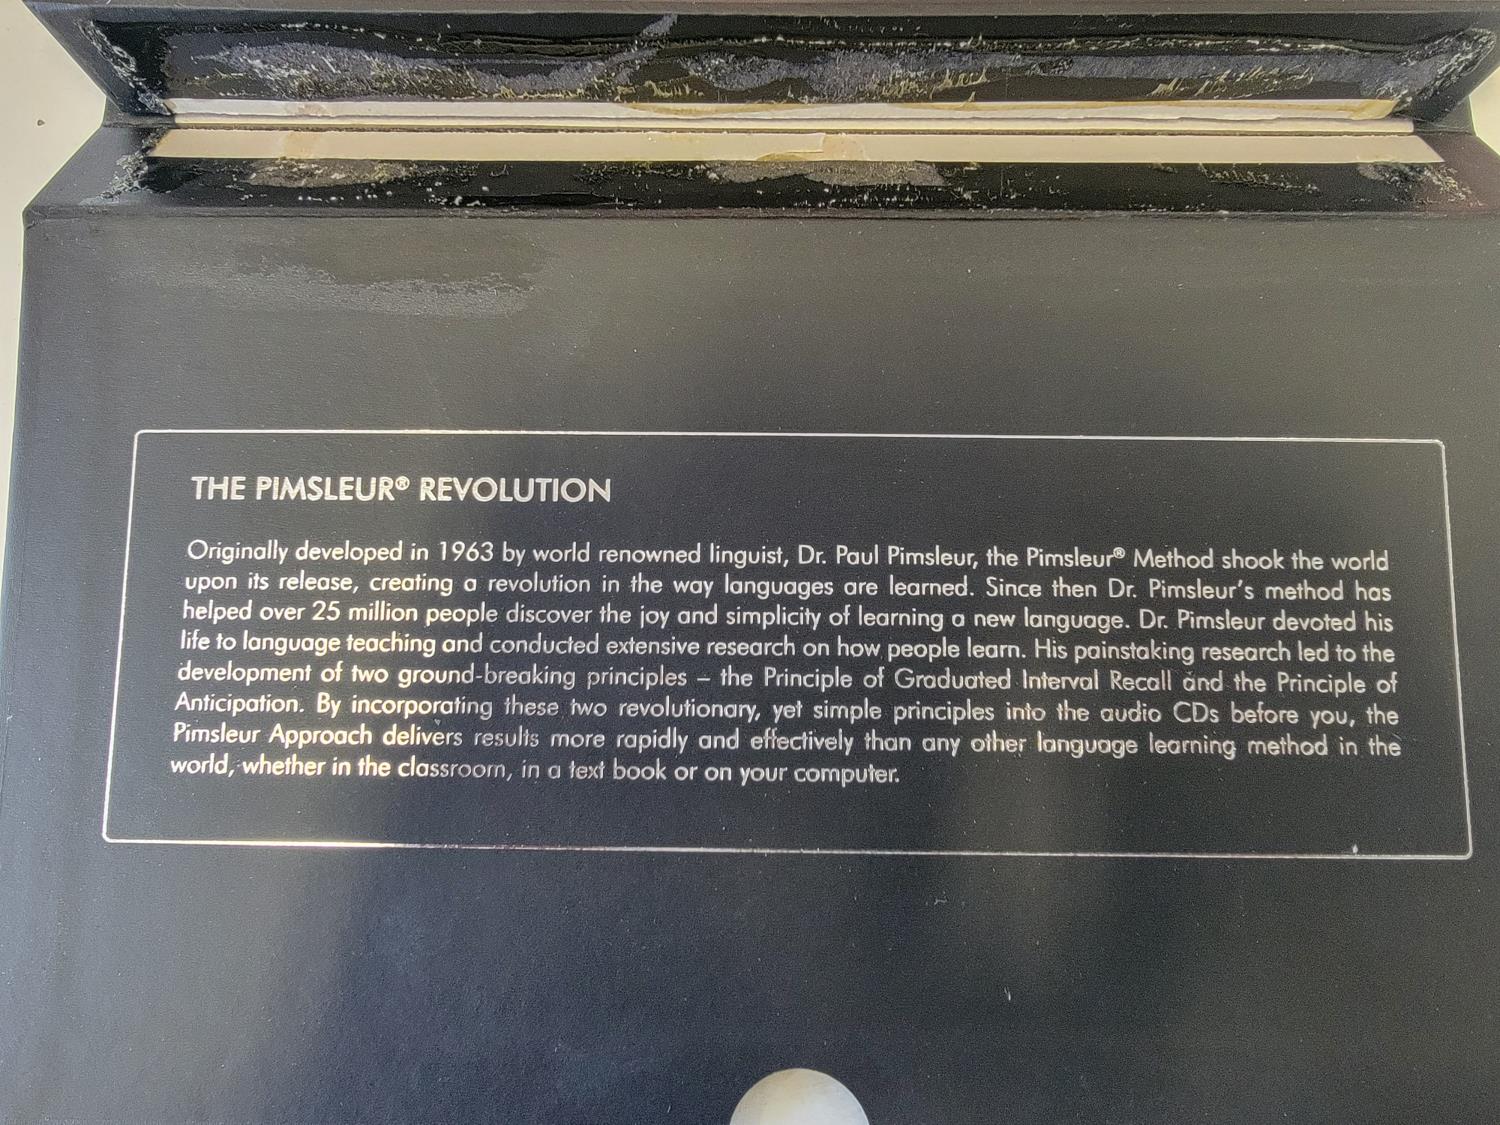 THE PIMSLEUR® REVOLUTION
Originally developed in 1963 by world renowned linguist, Dr. Paul Pimsleur, the Pimsleur® Method shook the world
upon its release, creating a revolution in the way languages are learned. Since then Dr. Pimsleur's method has
helped over 25 million people discover the joy and simplicity of learning a new language. Dr. Pimsleur devoted his
life to language teaching and conducted extensive research on how people learn. His painstaking research led to the
development of two ground-breaking principles – the Principle of Graduated Interval Recall and the Principle of
Anticipation. By incorporating these two revolutionary, yet simple principles into the audio CDs before you, the
Pimsleur Approach delivers results more rapidly and effectively than any other language learning method in the
world, whether in the classroom, in a text book or on your computer.